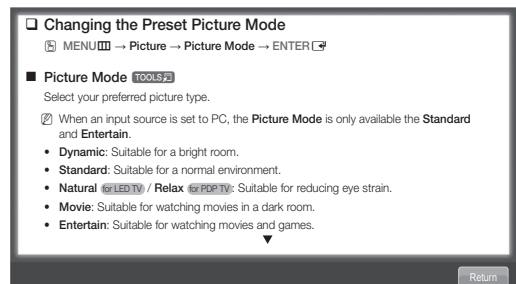 ❑ Changing the Preset Picture Mode
MENU → Picture → Picture Mode → ENTER
■ Picture Mode TOOLS
Select your preferred picture type.
When an input source is set to PC, the Picture Mode is only available the Standard
and Entertain.
• Dynamic: Suitable for a bright room.
• Standard: Suitable for a normal environment.
• Natural for LED TV / Relax for PDP TV: Suitable for reducing eye strain.
• Movie: Suitable for watching movies in a dark room.
• Entertain: Suitable for watching movies and games.
▼
Return